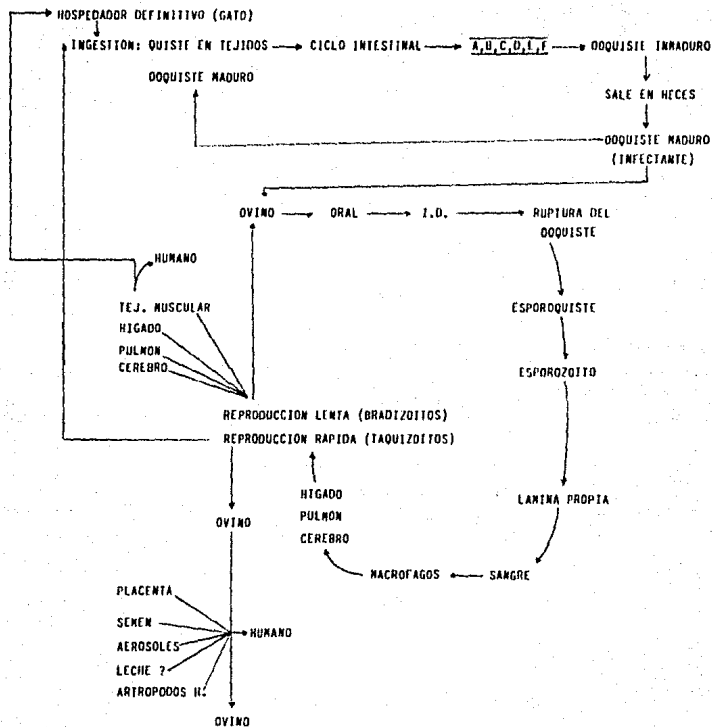 HOSPEDADOR DEFINITIVO (GATO)
INGESTION: QUISTE EN TEJIDOS CICLO INTESTINAL A,B,C,D,E,F OOQUISTE INMADURO
OOQUISTE MADURO
SALE EN HECES
OOQUISTE MADURO
(INFECTANTE)
OVINO ORAL I.D. RUPTURA DEL
OOQUISTE
HUMANO
TEJ. MUSCULAR
HIGADO
PULMON
CEREBRO
ESPOROQUISTE
ESPOROZOITO
REPRODUCCION LENTA (BRADIZOITOS)
REPRODUCCION RAPIDA (TAQUIZOITOS)
HIGADO
PULMON
CEREBRO
LAMINA PROPIA
OVINO
MACROFAGOS SANGRE
PLACENTA
SEMEN
HUMANO
AEROSOLES
LECHE ?
ARTROPODOS H.
OVINO